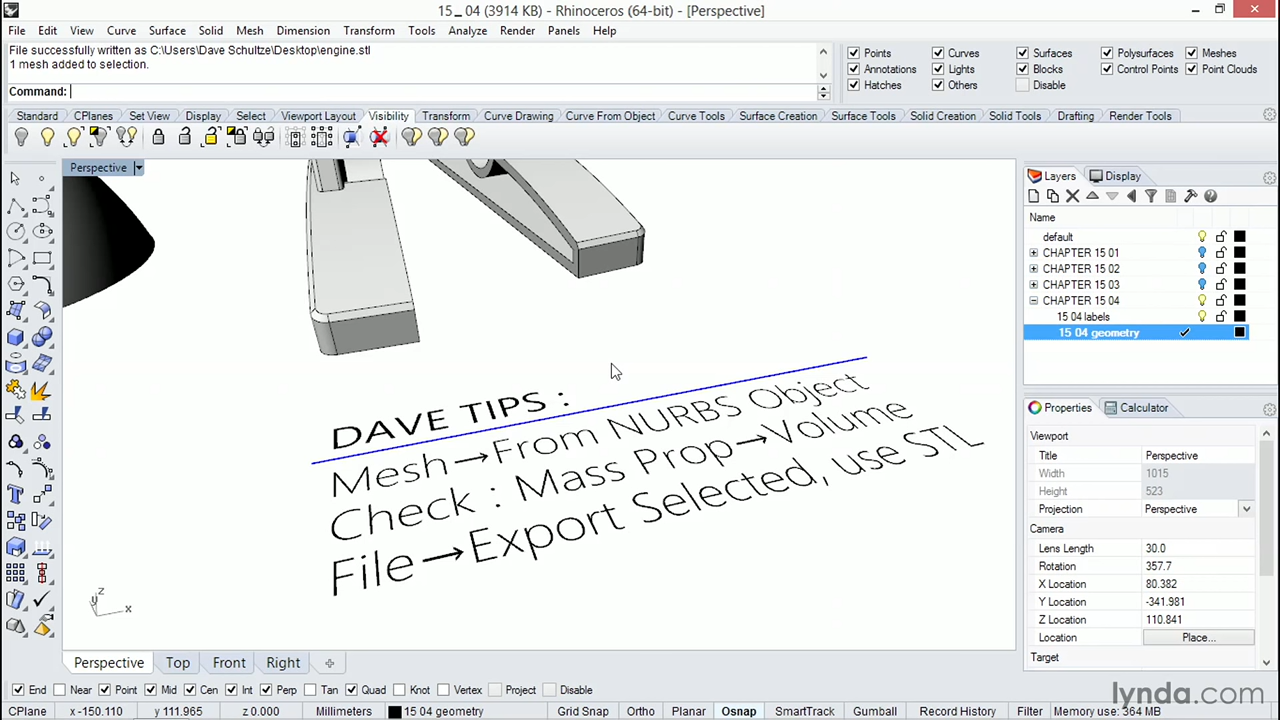 15_ 04 (3914 KB) - Rhinoceros (64-bit) - [Perspective]
File Edit View Curve Surface Solid Mesh Dimension Transform Tools Analyze Render Panels Help
File successfully written as C:\Users\Dave Schultze\Desktop\engine.stl
1 mesh added to selection.
Command:
Points Curves Surfaces Polysurfaces Meshes
Annotations Lights Blocks Control Points Point Clouds
Hatches Others Disable
Standard CPlanes Set View Display Select Viewport Layout Visibility Transform Curve Drawing Curve From Object Curve Tools Surface Creation Surface Tools Solid Creation Solid Tools Mesh Tools Drafting Render Tools
Perspective
Layers Display
Name
default
CHAPTER 15 01
CHAPTER 15 02
CHAPTER 15 03
CHAPTER 15 04
15 04 labels
15 04 geometry
DAVE TIPS :
Mesh→From NURBS Object
Check : Mass Prop→Volume
File→Export Selected, use STL
Properties Calculator
Viewport
Title Perspective
Width 1015
Height 523
Projection Perspective
Camera
Lens Length 30.0
Rotation 357.7
X Location 80.382
Y Location -341.981
Z Location 110.841
Location Place...
Target
z
y
x
Perspective Top Front Right
End Near Point Mid Cen Int Perp Tan Quad Knot Vertex Project Disable
lynda.com
CPlane x -150.110 y 111.965 z 0.000 Millimeters 15 04 geometry Grid Snap Ortho Planar Osnap SmartTrack Gumball Record History Filter Memory use: 364 MB